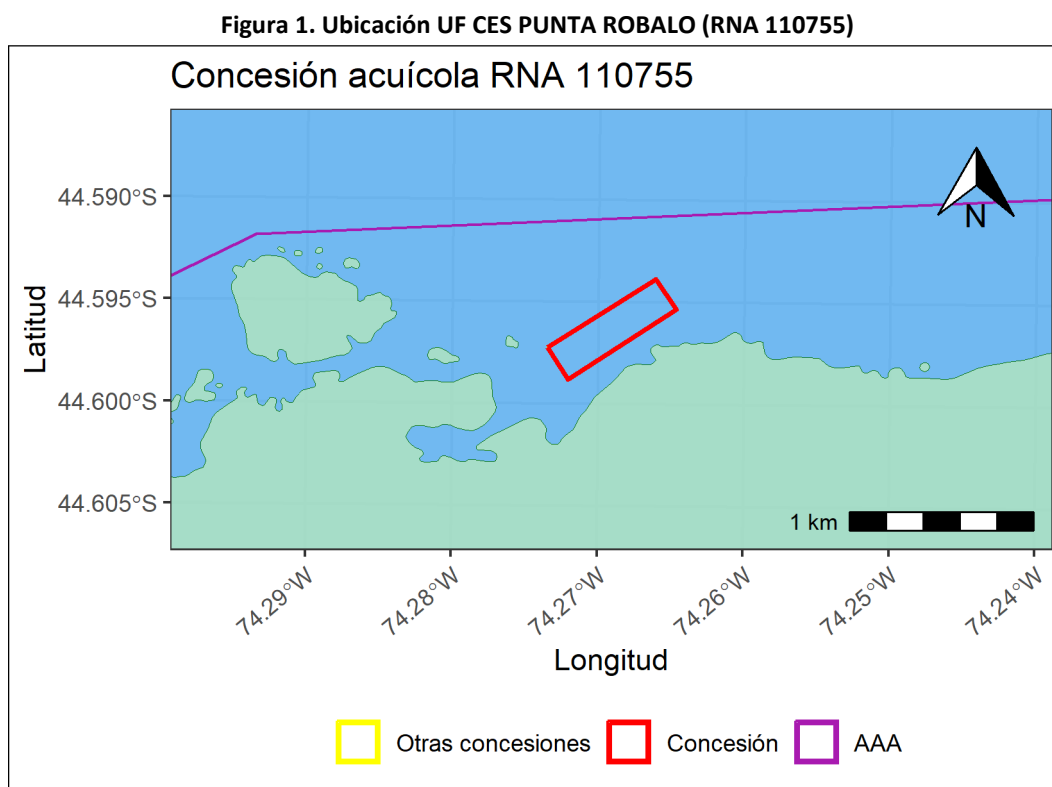 Figura 1. Ubicación UF CES PUNTA ROBALO (RNA 110755)
Concesión acuícola RNA 110755
44.590°S
44.595°S
44.600°S
44.605°S
Latitud
N
1 km
74.29°W
74.28°W
74.27°W
74.26°W
74.25°W
74.24°W
Longitud
Otras concesiones
Concesión
AAA